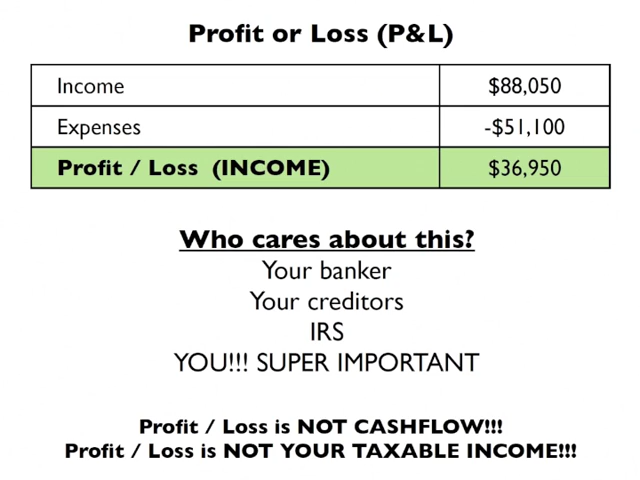 Profit or Loss (P&L)
Income $88,050
Expenses -$51,100
Profit / Loss (INCOME) $36,950
Who cares about this?
Your banker
Your creditors
IRS
YOU!!! SUPER IMPORTANT
Profit / Loss is NOT CASHFLOW!!!
Profit / Loss is NOT YOUR TAXABLE INCOME!!!